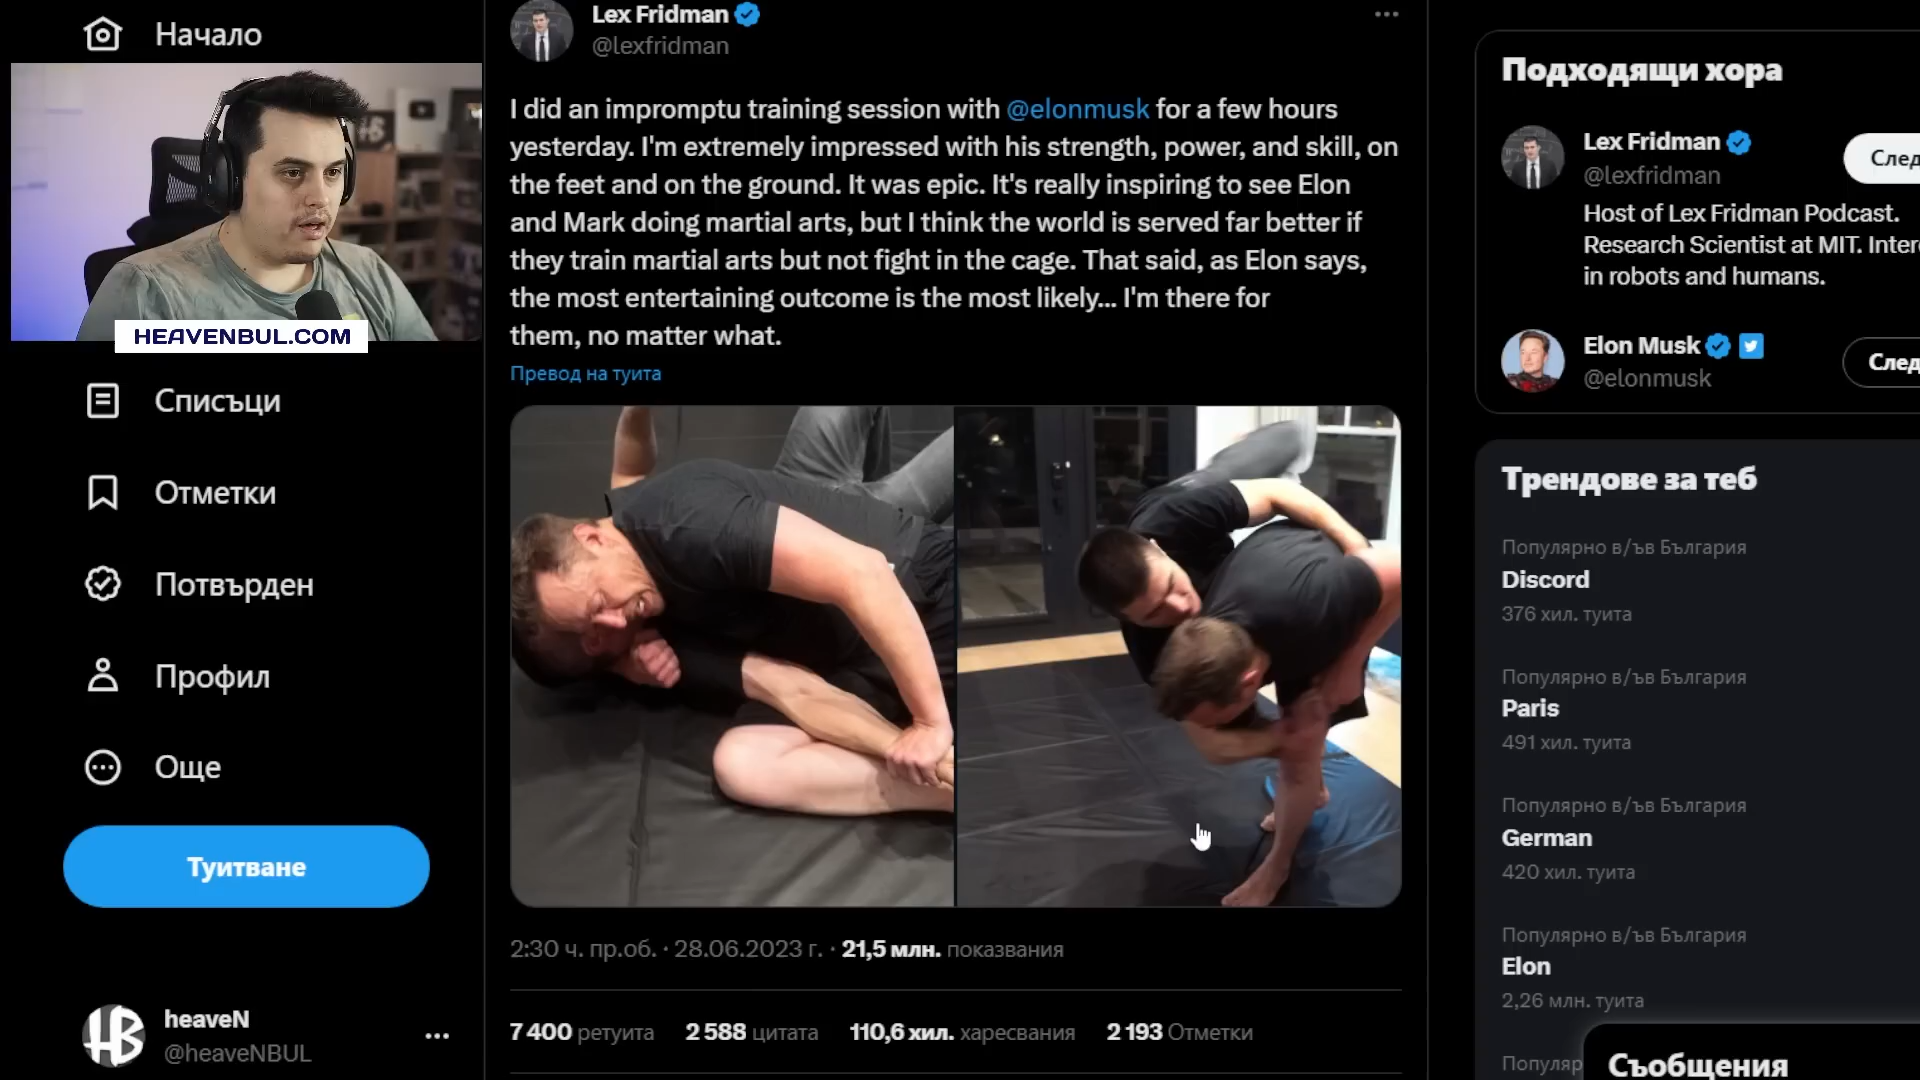 Начало
HEAVENBUL.COM
Списъци
Отметки
Потвърден
Профил
Още
Туитване
heaveN
@heaveNBUL
Lex Fridman
@lexfridman
I did an impromptu training session with @elonmusk for a few hours
yesterday. I'm extremely impressed with his strength, power, and skill, on
the feet and on the ground. It was epic. It's really inspiring to see Elon
and Mark doing martial arts, but I think the world is served far better if
they train martial arts but not fight in the cage. That said, as Elon says,
the most entertaining outcome is the most likely... I'm there for
them, no matter what.
Превод на туита
2:30 ч. пр.об. · 28.06.2023 г. · 21,5 млн. показвания
7 400 ретуита 2 588 цитата 110,6 хил. харесвания 2 193 Отметки
Подходящи хора
Lex Fridman
@lexfridman
След
Host of Lex Fridman Podcast.
Research Scientist at MIT. Inter
in robots and humans.
Elon Musk
@elonmusk
След
Трендове за теб
Популярно в/ъв България
Discord
376 хил. туита
Популярно в/ъв България
Paris
491 хил. туита
Популярно в/ъв България
German
420 хил. туита
Популярно в/ъв България
Elon
2,26 млн. туита
Популяр
Съобщения